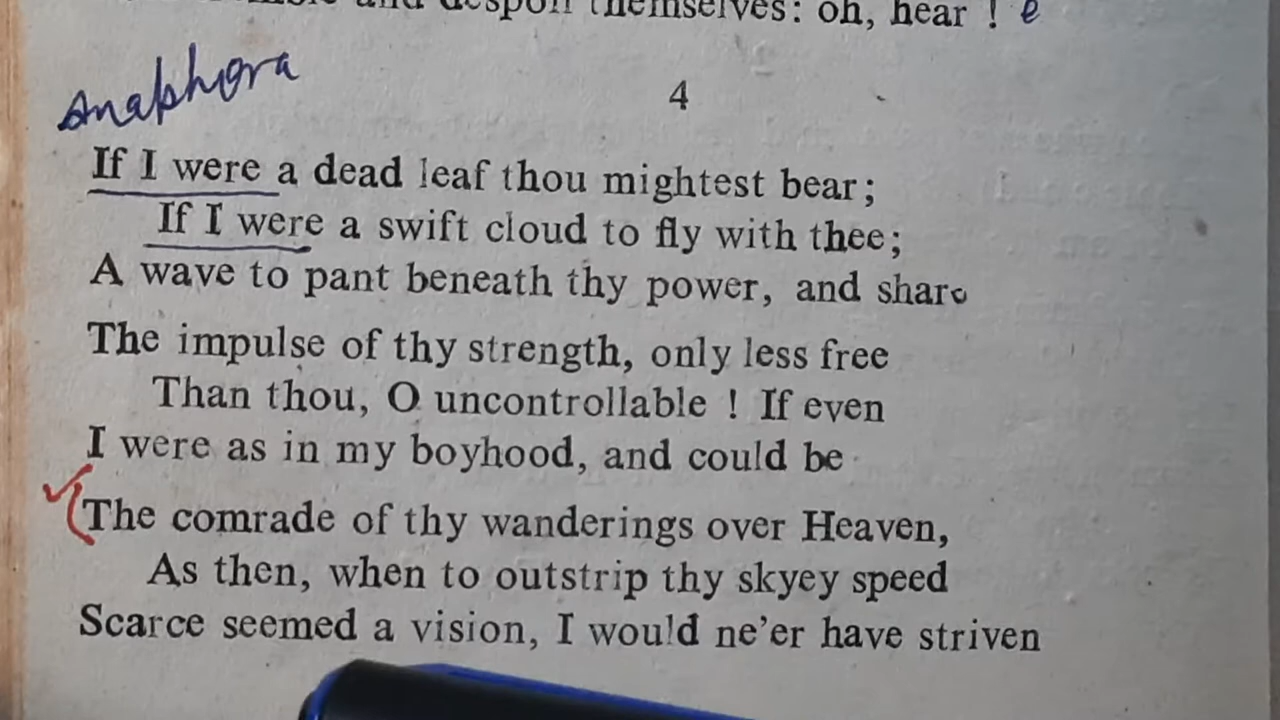 and despoil themselves: oh, hear ! e
Anaphora
4
If I were a dead leaf thou mightest bear;
If I were a swift cloud to fly with thee;
A wave to pant beneath thy power, and share
The impulse of thy strength, only less free
Than thou, O uncontrollable ! If even
I were as in my boyhood, and could be
The comrade of thy wanderings over Heaven,
As then, when to outstrip thy skyey speed
Scarce seemed a vision, I would ne'er have striven